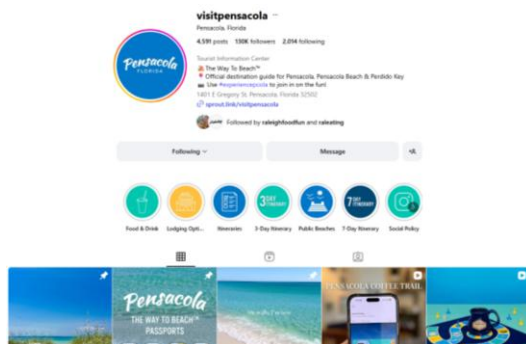 visitpensacola
Pensacola, Florida
4,591 posts 130K followers 2,014 following
Tourist Information Center
The Way To Beach™
Official destination guide for Pensacola, Pensacola Beach & Perdido Key
Use #experiencepcola to join in on the fun!
1401 E Gregory St, Pensacola, Florida 32502
sprout.link/visitpensacola
Followed by raleighfoodfun and raleating
Pensacola
FLORIDA
Following
Message
3 DAY
ITINERARY
7 DAY
ITINERARY
Food & Drink
Lodging Opti...
Itineraries
3-Day Itinerary
Public Beaches
7-Day Itinerary
Social Policy
Pensacola
THE WAY TO BEACH™
PASSPORTS
PENSACOLA COFFEE TRAIL